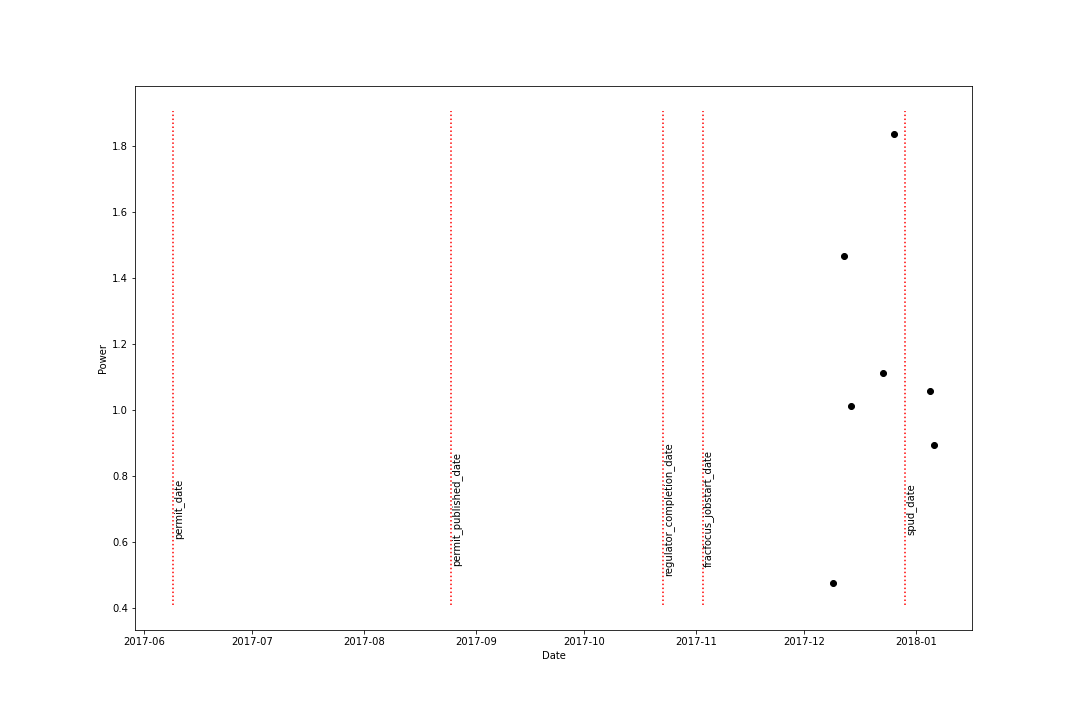 1.8
1.6
1.4
1.2
1.0
0.8
0.6
0.4
Power
permit_date
permit_published_date
regulator_completion_date
fracfocus_jobstart_date
spud_date
2017-06 2017-07 2017-08 2017-09 2017-10 2017-11 2017-12 2018-01
Date